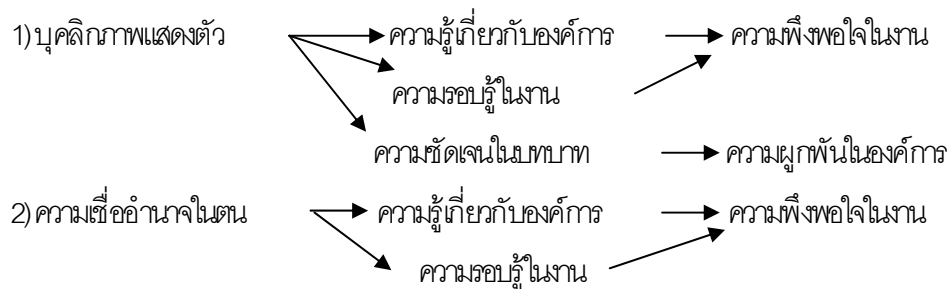 1) บุคลิกภาพแสดงตัว ความรู้เกี่ยวกับองค์การ ความพึงพอใจในงาน
ความรอบรู้ในงาน
ความชัดเจนในบทบาท ความผูกพันในองค์การ
2) ความเชื่ออำนาจในตน ความรู้เกี่ยวกับองค์การ ความพึงพอใจในงาน
ความรอบรู้ในงาน